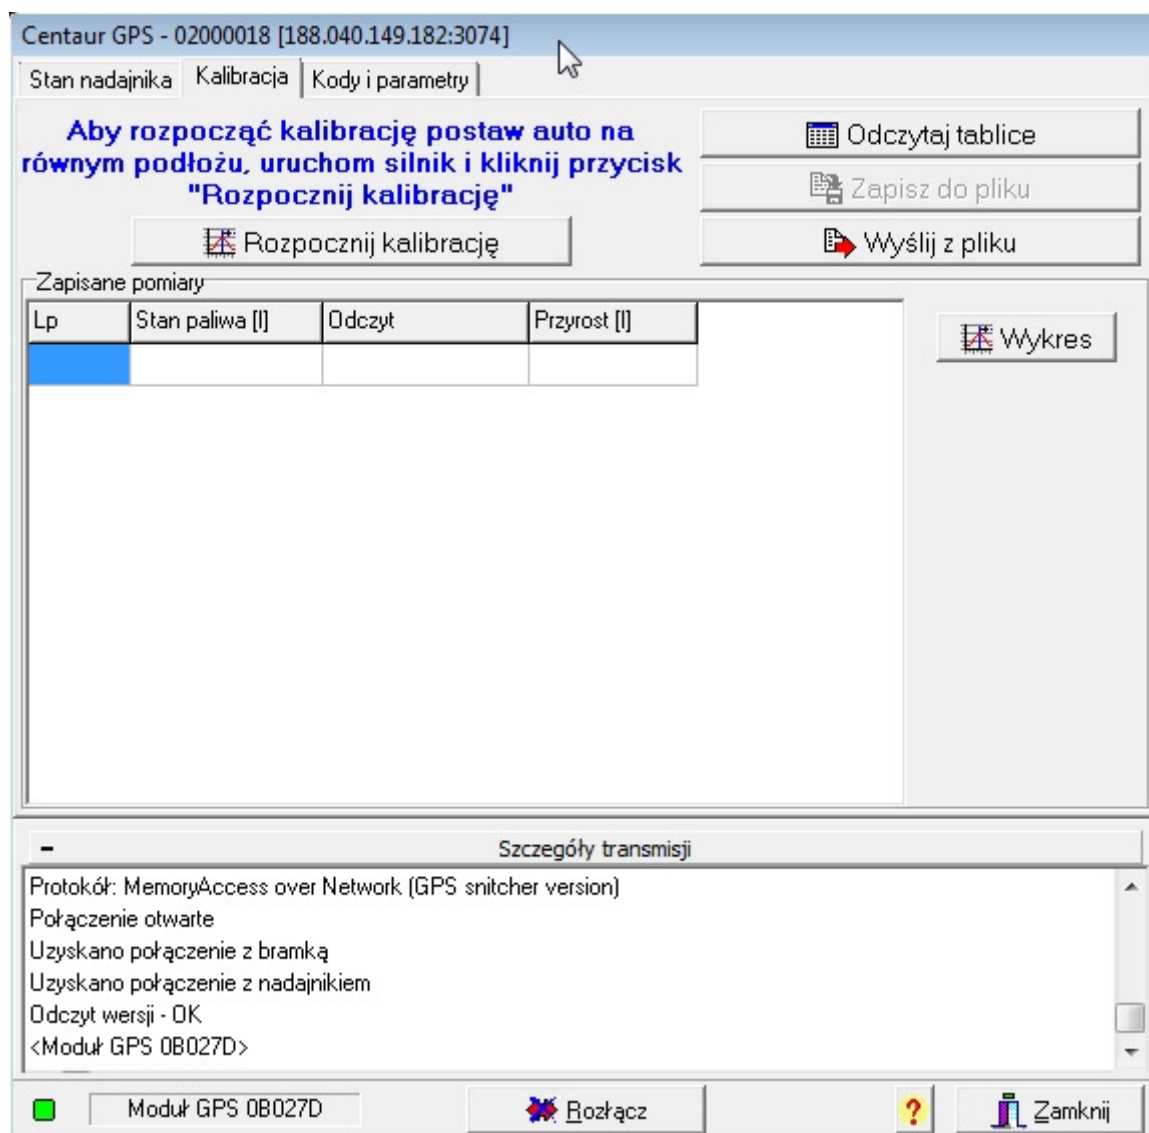 Centaur GPS - 02000018 [188.040.149.182:3074]
Stan nadajnika Kalibracja Kody i parametry
Aby rozpocząć kalibrację postaw auto na
równym podłożu, uruchom silnik i kliknij przycisk
"Rozpocznij kalibrację"
Rozpocznij kalibrację
Odczytaj tablice
Zapisz do pliku
Wyślij z pliku
Zapisane pomiary
Lp Stan paliwa [l] Odczyt Przyrost [l]
Wykres
Szczegóły transmisji
Protokół: MemoryAccess over Network (GPS snitcher version)
Połączenie otwarte
Uzyskano połączenie z bramką
Uzyskano połączenie z nadajnikiem
Odczyt wersji - OK
<Moduł GPS 0B027D>
Moduł GPS 0B027D Rozłącz ? Zamknij